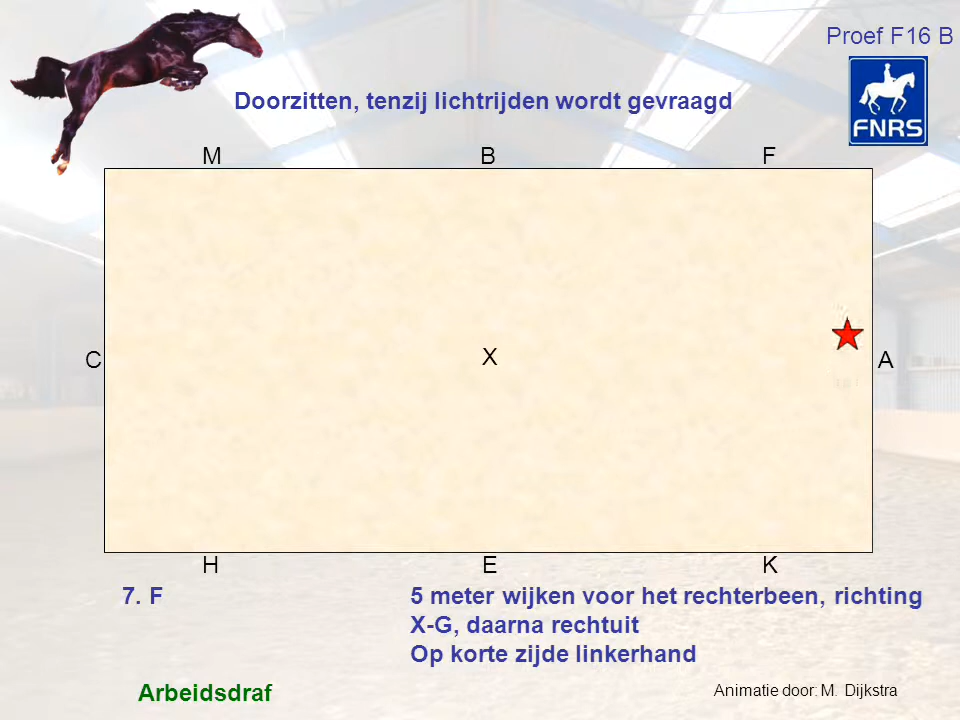 Proef F16 B
Doorzitten, tenzij lichtrijden wordt gevraagd
FNRS
M B F
C X A
H E K
7. F 5 meter wijken voor het rechterbeen, richting
X-G, daarna rechtuit
Op korte zijde linkerhand
Arbeidsdraf
Animatie door: M. Dijkstra